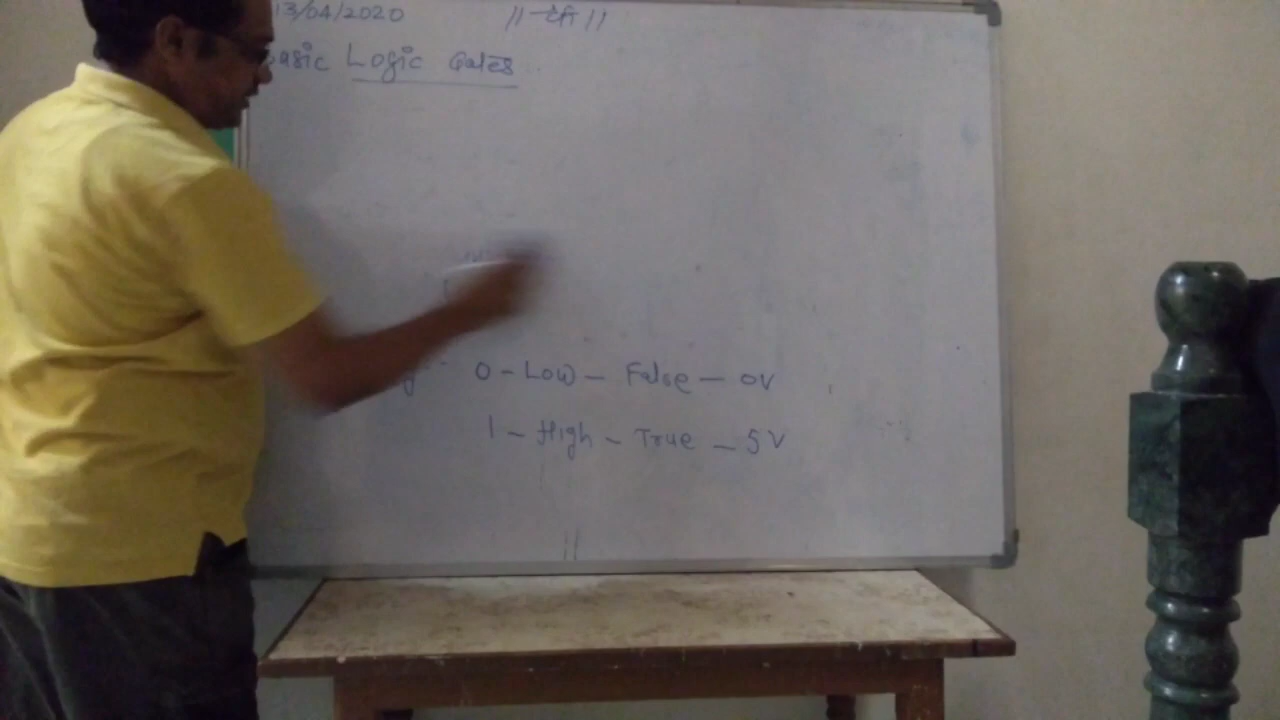 13/04/2020
Basic Logic Gates
0 - Low - False - 0V
1 - High - True - 5V